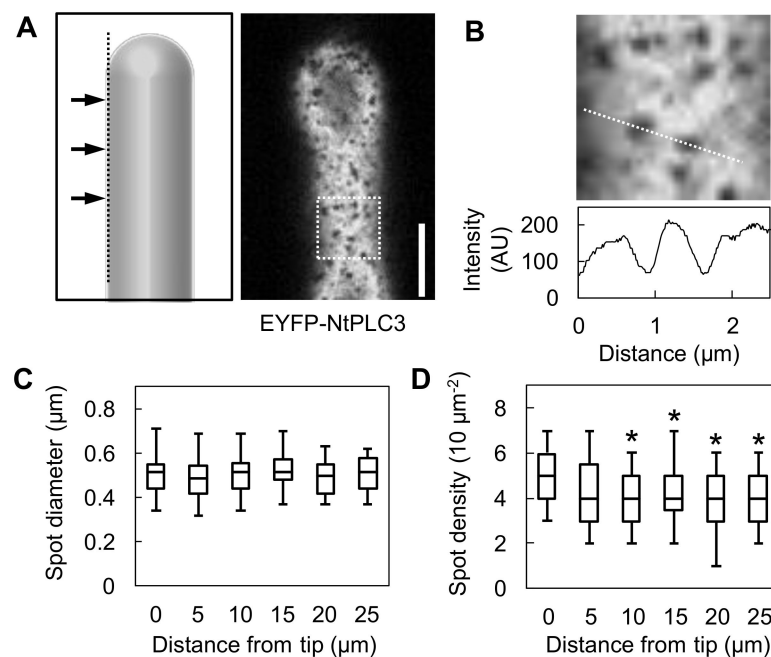 A
EYFP-NtPLC3
B
Intensity
(AU)
200
100
0
0 1 2
Distance (µm)
C
Spot diameter (µm)
0.8
0.6
0.4
0.2
0
0 5 10 15 20 25
Distance from tip (µm)
D
Spot density (10 µm-2)
8
6
4
2
0
* * * *
0 5 10 15 20 25
Distance from tip (µm)